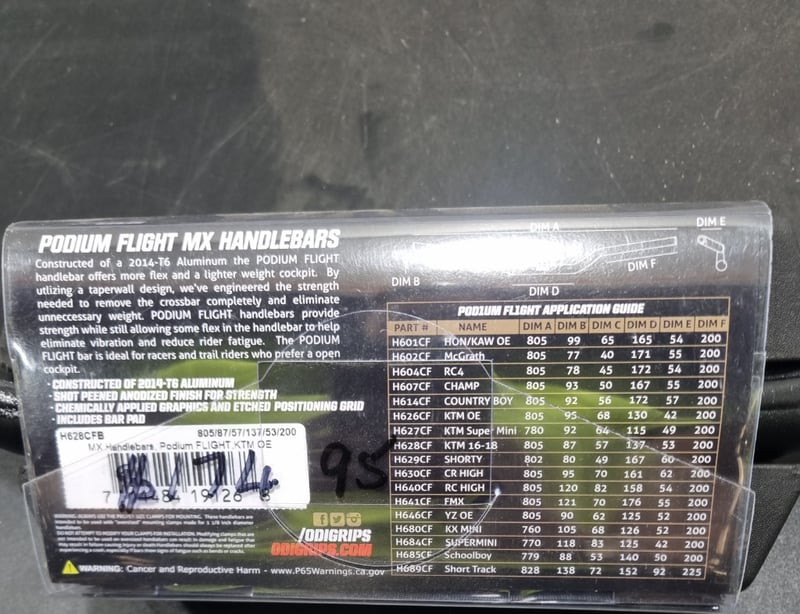 PODIUM FLIGHT MX HANDLEBARS
Constructed of a 2014-T6 Aluminum the PODIUM FLIGHT
handlebar offers more flex and a lighter weight cockpit. By
utlizing a taperwall design, we've engineered the strength
needed to remove the crossbar completely and eliminate
unneccessary weight. PODIUM FLIGHT handlebars provide
strength while still allowing some flex in the handlebar to help
eliminate vibration and reduce rider fatigue. The PODIUM
FLIGHT bar is ideal for racers and trail riders who prefer a open
cockpit.
· CONSTRUCTED OF 2014-T6 ALUMINUM
· SHOT PEENED ANODIZED FINISH FOR STRENGTH
· CHEMICALLY APPLIED GRAPHICS AND ETCHED POSITIONING GRID
· INCLUDES BAR PAD
H628CFB 805/87/57/137/53/200
MX Handlebars, Podium FLIGHT,KTM OE
$174 95
7 84 19126 8
/ODIGRIPS
ODIGRIPS.COM
WARNING: Cancer and Reproductive Harm - www.P65Warnings.ca.gov
DIM A
DIM E
DIM F
DIM B
DIM D
PODIUM FLIGHT APPLICATION GUIDE
PART # NAME DIM A DIM B DIM C DIM D DIM E DIM F
H601CF HON/KAW OE 805 99 65 165 54 200
H602CF McGrath 805 77 40 171 55 200
H604CF RC4 805 78 45 172 54 200
H607CF CHAMP 805 93 50 167 55 200
H614CF COUNTRY BOY 805 92 56 172 57 200
H626CF KTM OE 805 95 68 130 42 200
H627CF KTM Super Mini 780 92 64 115 49 200
H628CF KTM 16-18 805 87 57 137 53 200
H629CF SHORTY 802 80 49 167 60 200
H630CF CR HIGH 805 95 70 161 62 200
H640CF RC HIGH 805 120 82 158 54 200
H641CF FMX 805 121 70 176 55 200
H646CF YZ OE 805 90 63 125 52 200
H680CF KX MINI 760 105 68 126 53 200
H684CF SUPERMINI 770 118 83 125 42 200
H685CF Schoolboy 779 88 53 140 50 200
H689CF Short Track 828 138 72 152 92 225